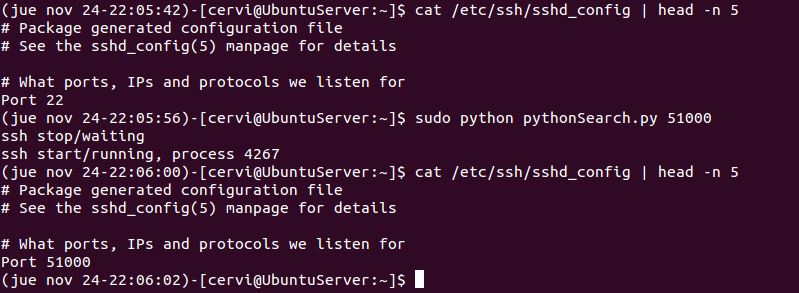 (jue nov 24-22:05:42)-[cervi@UbuntuServer:~]$ cat /etc/ssh/sshd_config | head -n 5
# Package generated configuration file
# See the sshd_config(5) manpage for details

# What ports, IPs and protocols we listen for
Port 22
(jue nov 24-22:05:56)-[cervi@UbuntuServer:~]$ sudo python pythonSearch.py 51000
ssh stop/waiting
ssh start/running, process 4267
(jue nov 24-22:06:00)-[cervi@UbuntuServer:~]$ cat /etc/ssh/sshd_config | head -n 5
# Package generated configuration file
# See the sshd_config(5) manpage for details

# What ports, IPs and protocols we listen for
Port 51000
(jue nov 24-22:06:02)-[cervi@UbuntuServer:~]$